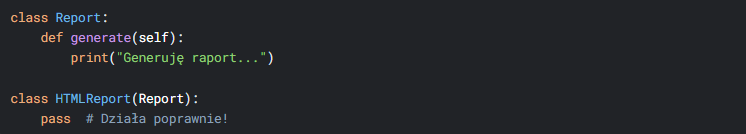 class Report:
    def generate(self):
        print("Generuję raport...")

class HTMLReport(Report):
    pass  # Działa poprawnie!